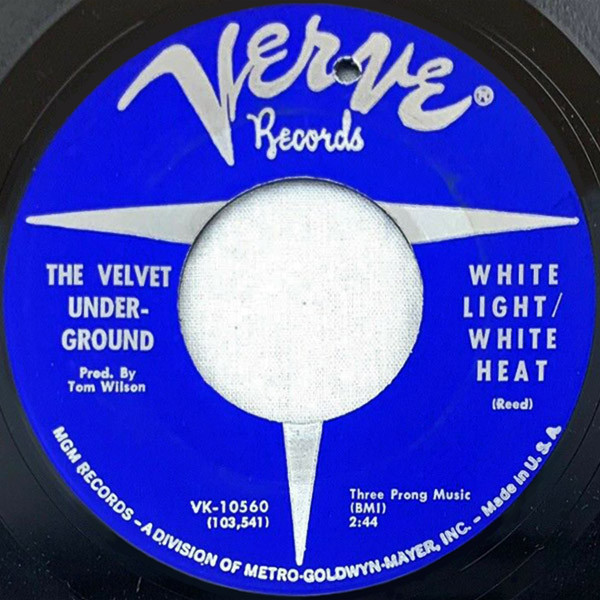 Verve®
Records
THE VELVET
UNDER-
GROUND
Pred. By
Tom Wilson
WHITE
LIGHT/
WHITE
HEAT
(Reed)
VK-10560
(103,541)
Three Prong Music
(BMI)
2:44
MGM RECORDS – A DIVISION OF METRO-GOLDWYN-MAYER, INC. – Made in U. S. A.